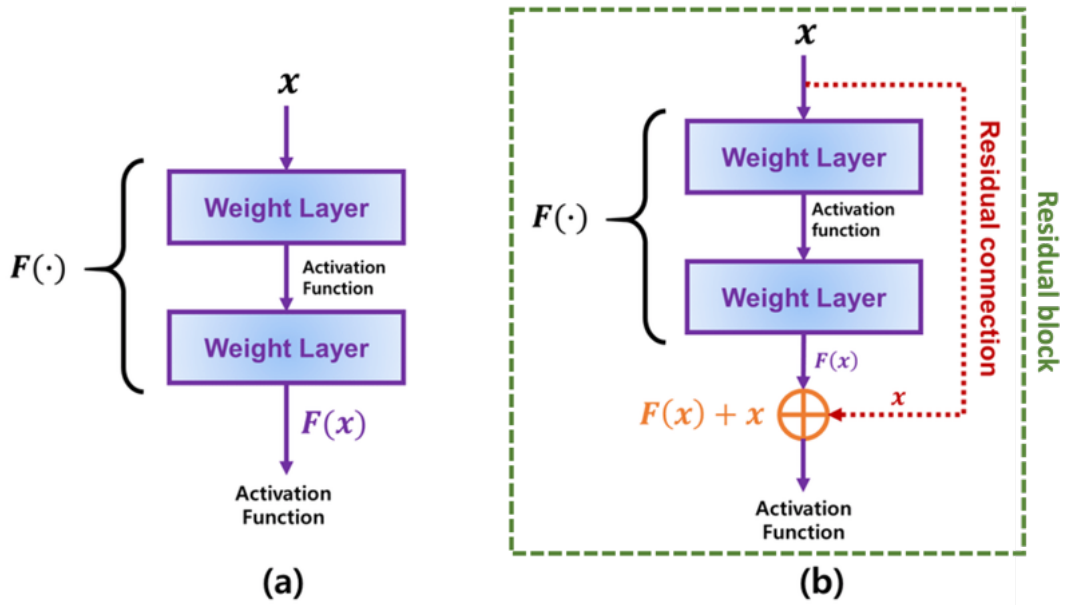 x
Weight Layer
F(·)
Activation
Function
Weight Layer
F(x)
Activation
Function
(a)
x
Weight Layer
F(·)
Activation
function
Weight Layer
F(x)
F(x) + x
x
Residual connection
Residual block
Activation
Function
(b)